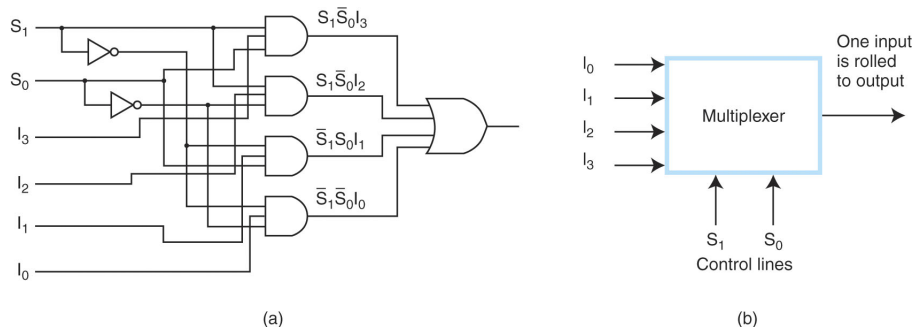 S₁
S₀
I₃
I₂
I₁
I₀
S₁S̅₀I₃
S₁S̅₀I₂
S̅₁S₀I₁
S̅₁S̅₀I₀
(a)
I₀
I₁
I₂
I₃
Multiplexer
One input
is rolled
to output
S₁ S₀
Control lines
(b)